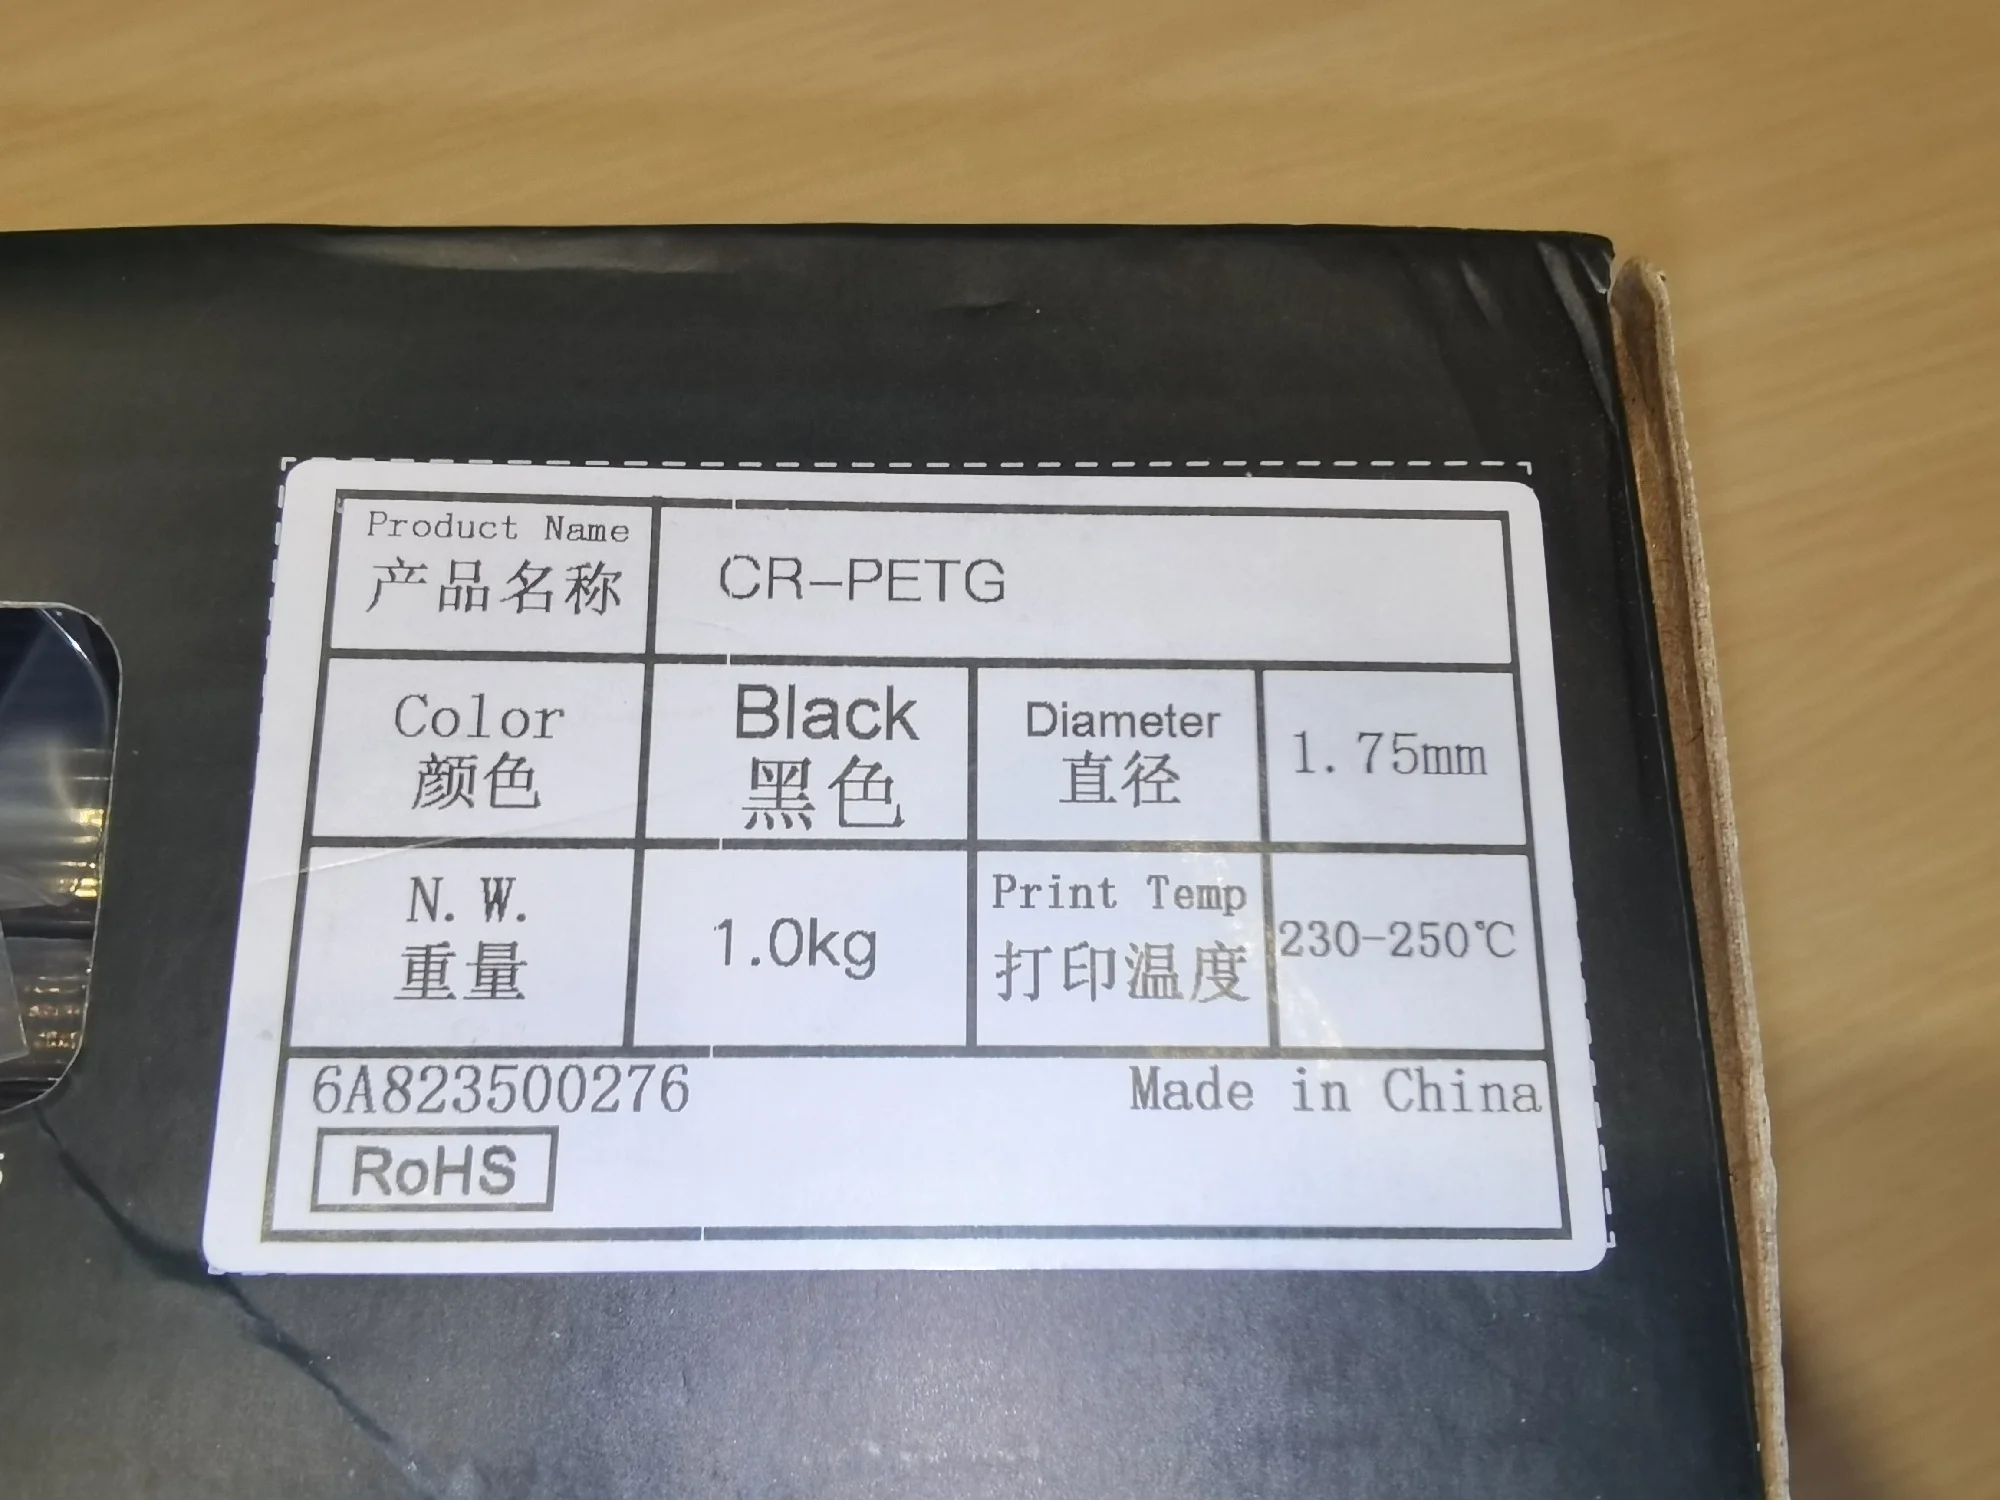 Product Name
产品名称
CR-PETG
Color
颜色
Black
黑色
Diameter
直径
1.75mm
N.W.
重量
1.0kg
Print Temp
打印温度
230-250℃
6A823500276
Made in China
RoHS